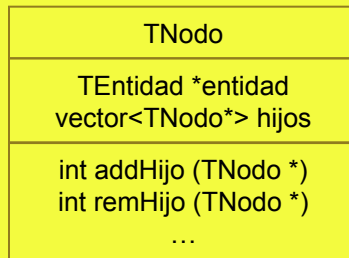 TNodo
TEntidad *entidad
vector<TNodo*> hijos
int addHijo (TNodo *)
int remHijo (TNodo *)
…